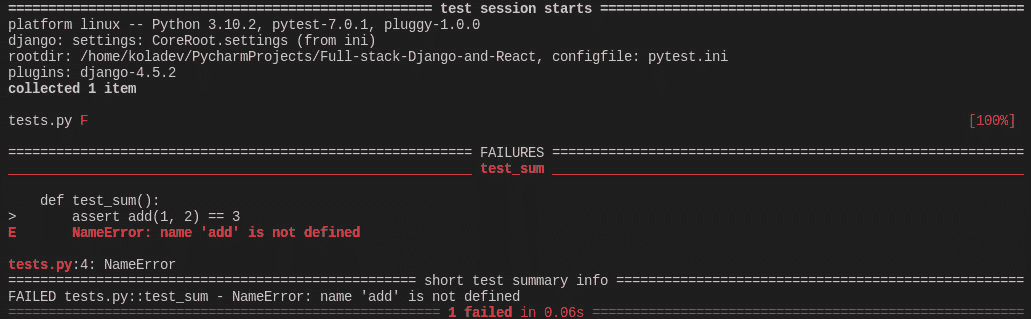 ===================================================== test session starts =====================================================
platform linux -- Python 3.10.2, pytest-7.0.1, pluggy-1.0.0
django: settings: CoreRoot.settings (from ini)
rootdir: /home/koladev/PycharmProjects/Full-stack-Django-and-React, configfile: pytest.ini
plugins: django-4.5.2
collected 1 item
tests.py F [100%]
========================================================== FAILURES ===========================================================
__________________________________________________________ test_sum ___________________________________________________________
    def test_sum():
>       assert add(1, 2) == 3
E       NameError: name 'add' is not defined
tests.py:4: NameError
=================================================== short test summary info ===================================================
FAILED tests.py::test_sum - NameError: name 'add' is not defined
====================================================== 1 failed in 0.06s ======================================================